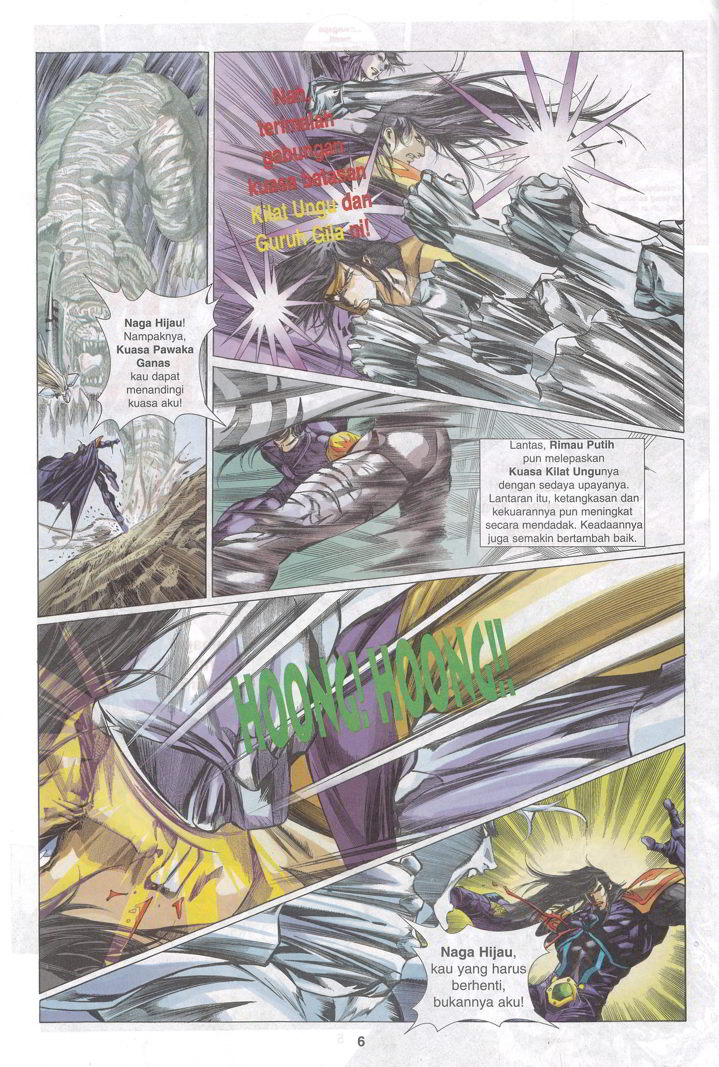 Nah,
terimalah
gabungan
kuasa batasan
Kilat Ungu dan
Guruh Gila ni!
Naga Hijau!
Nampaknya,
Kuasa Pawaka
Ganas
kau dapat
menandingi
kuasa aku!
Lantas, Rimau Putih
pun melepaskan
Kuasa Kilat Ungunya
dengan sedaya upayanya.
Lantaran itu, ketangkasan dan
kekuarannya pun meningkat
secara mendadak. Keadaannya
juga semakin bertambah baik.
HOONG! HOONG!!
Naga Hijau,
kau yang harus
berhenti,
bukannya aku!
6